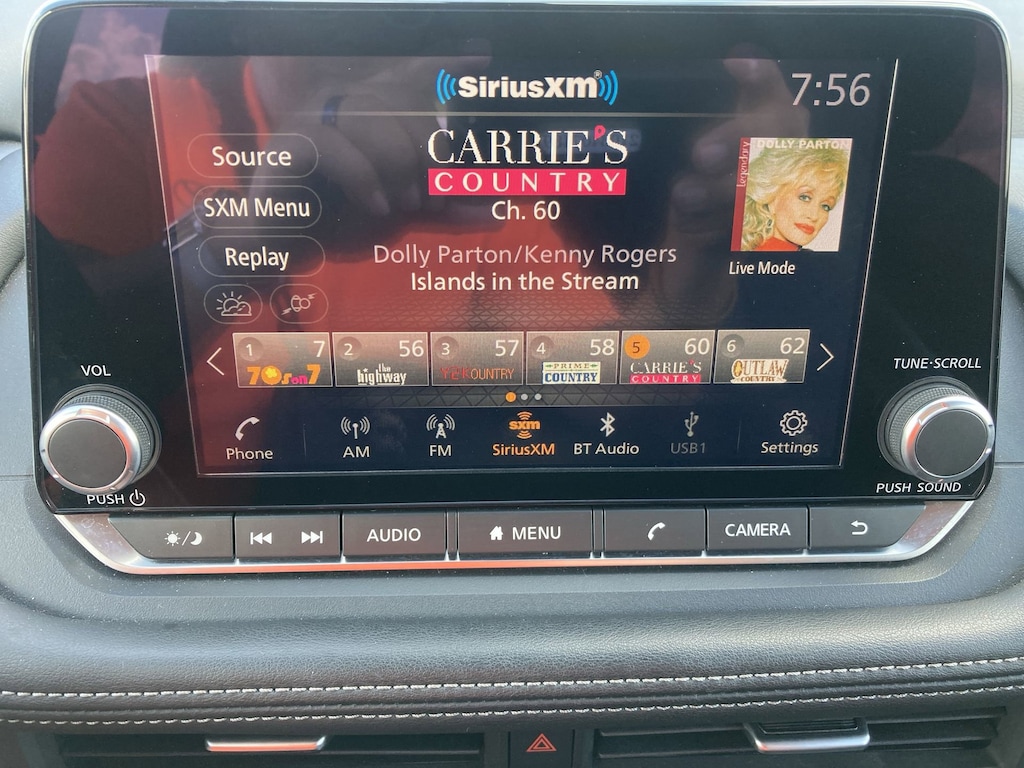 SiriusXM®
7:56
Source
SXM Menu
Replay
CARRIE'S
COUNTRY
Ch. 60
Dolly Parton/Kenny Rogers
Islands in the Stream
Legendary
DOLLY PARTON
Live Mode
1 7
70s on 7
2 56
the highway
3 57
COUNTRY
4 58
PRIME
COUNTRY
5 60
CARRIE'S
COUNTRY
6 62
OUTLAW
COUNTRY
Phone
AM
FM
sxm
SiriusXM
BT Audio
USB1
Settings
VOL
PUSH
TUNE·SCROLL
PUSH SOUND
AUDIO
MENU
CAMERA